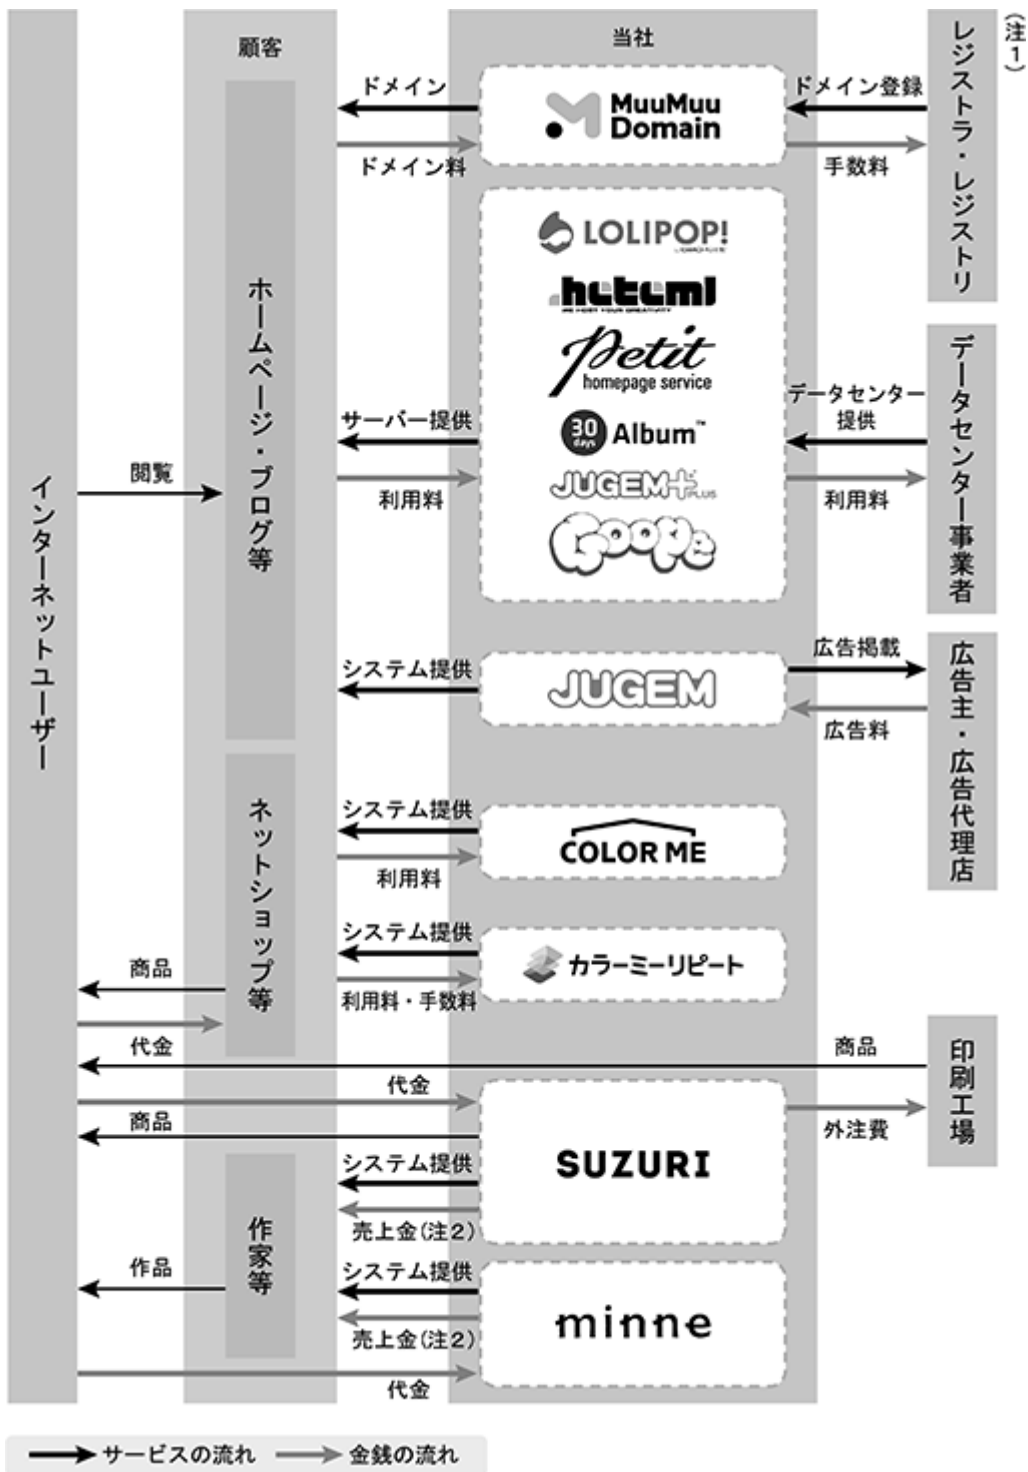 (注1)
顧客
当社
レジストラ・レジストリ
ドメイン
MuuMuu
Domain
ドメイン登録
ドメイン料
手数料
LOLIPOP!
heteml
WE HOST YOUR CREATIVITY
Petit
homepage service
30
days
Album™
JUGEM+PLUS
Goope
ホームページ・ブログ等
サーバー提供
利用料
データセンター
提供
利用料
データセンター事業者
インターネットユーザー
閲覧
システム提供
JUGEM
広告掲載
広告料
広告主・広告代理店
ネットショップ等
システム提供
COLOR ME
利用料
システム提供
カラーミーリピート
利用料・手数料
商品
代金
商品
印刷工場
代金
商品
SUZURI
外注費
システム提供
売上金(注2)
作家等
作品
システム提供
minne
売上金(注2)
代金
サービスの流れ
金銭の流れ